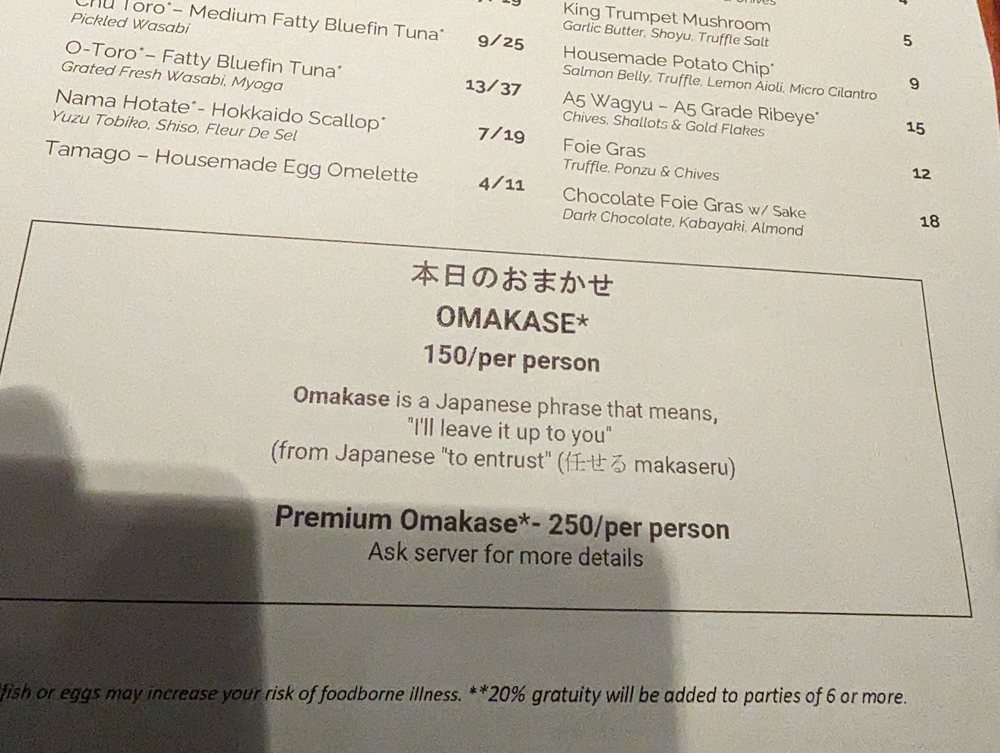 Chu Toro*– Medium Fatty Bluefin Tuna*
Pickled Wasabi
9/25
O-Toro*– Fatty Bluefin Tuna*
Grated Fresh Wasabi, Myoga
13/37
Nama Hotate*- Hokkaido Scallop*
Yuzu Tobiko, Shiso, Fleur De Sel
7/19
Tamago – Housemade Egg Omelette
4/11
King Trumpet Mushroom
Garlic Butter, Shoyu, Truffle Salt
5
Housemade Potato Chip*
Salmon Belly, Truffle, Lemon Aioli, Micro Cilantro
9
A5 Wagyu – A5 Grade Ribeye*
Chives, Shallots & Gold Flakes
15
Foie Gras
Truffle, Ponzu & Chives
12
Chocolate Foie Gras w/ Sake
Dark Chocolate, Kabayaki, Almond
18
本日のおまかせ
OMAKASE*
150/per person
Omakase is a Japanese phrase that means,
"I'll leave it up to you"
(from Japanese "to entrust" (任せる makaseru)
Premium Omakase*- 250/per person
Ask server for more details
fish or eggs may increase your risk of foodborne illness. **20% gratuity will be added to parties of 6 or more.